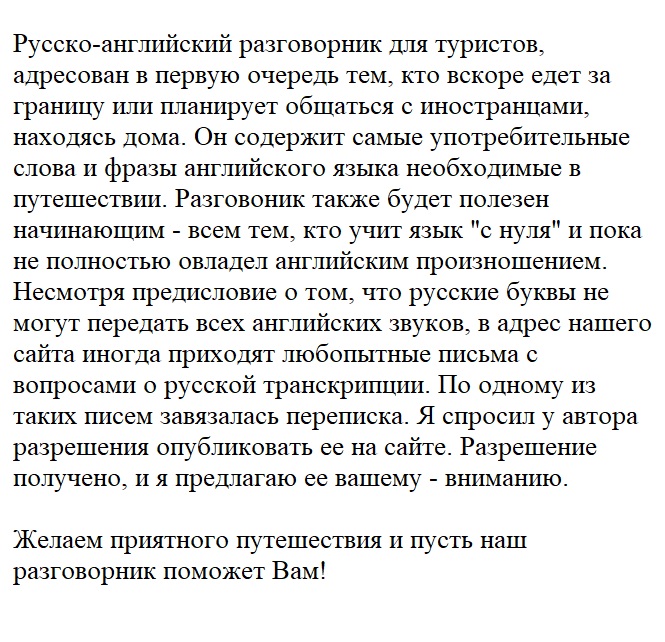 Русско-английский разговорник для туристов,
адресован в первую очередь тем, кто вскоре едет за
границу или планирует общаться с иностранцами,
находясь дома. Он содержит самые употребительные
слова и фразы английского языка необходимые в
путешествии. Разговоник также будет полезен
начинающим - всем тем, кто учит язык "с нуля" и пока
не полностью овладел английским произношением.
Несмотря предисловие о том, что русские буквы не
могут передать всех английских звуков, в адрес нашего
сайта иногда приходят любопытные письма с
вопросами о русской транскрипции. По одному из
таких писем завязалась переписка. Я спросил у автора
разрешения опубликовать ее на сайте. Разрешение
получено, и я предлагаю ее вашему - вниманию.

Желаем приятного путешествия и пусть наш
разговорник поможет Вам!